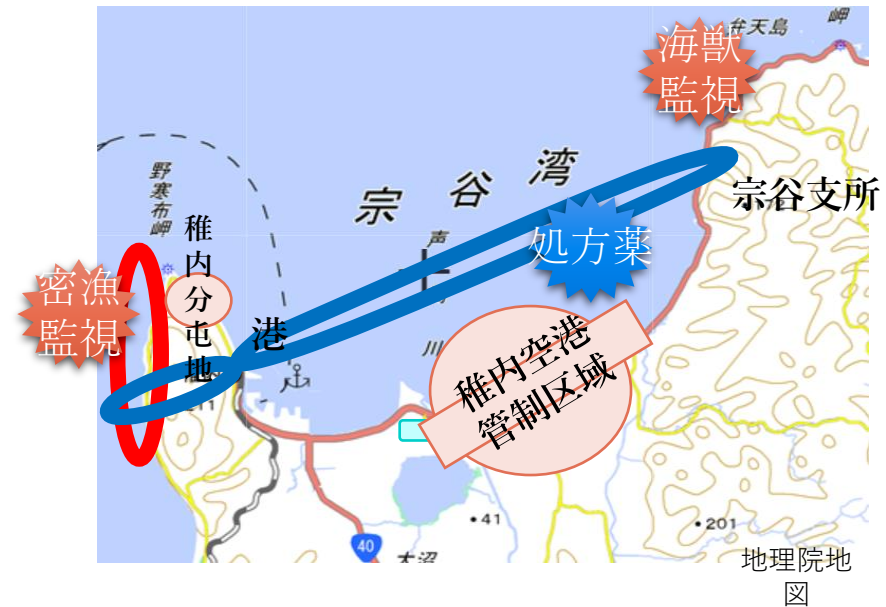 弁天島
岬
海獣
監視
宗谷湾
野寒布岬
稚内分屯地
宗谷支所
声
川
処方薬
密漁
監視
港
稚内空港
管制区域
・41
・201
40
大沼
地理院地
図